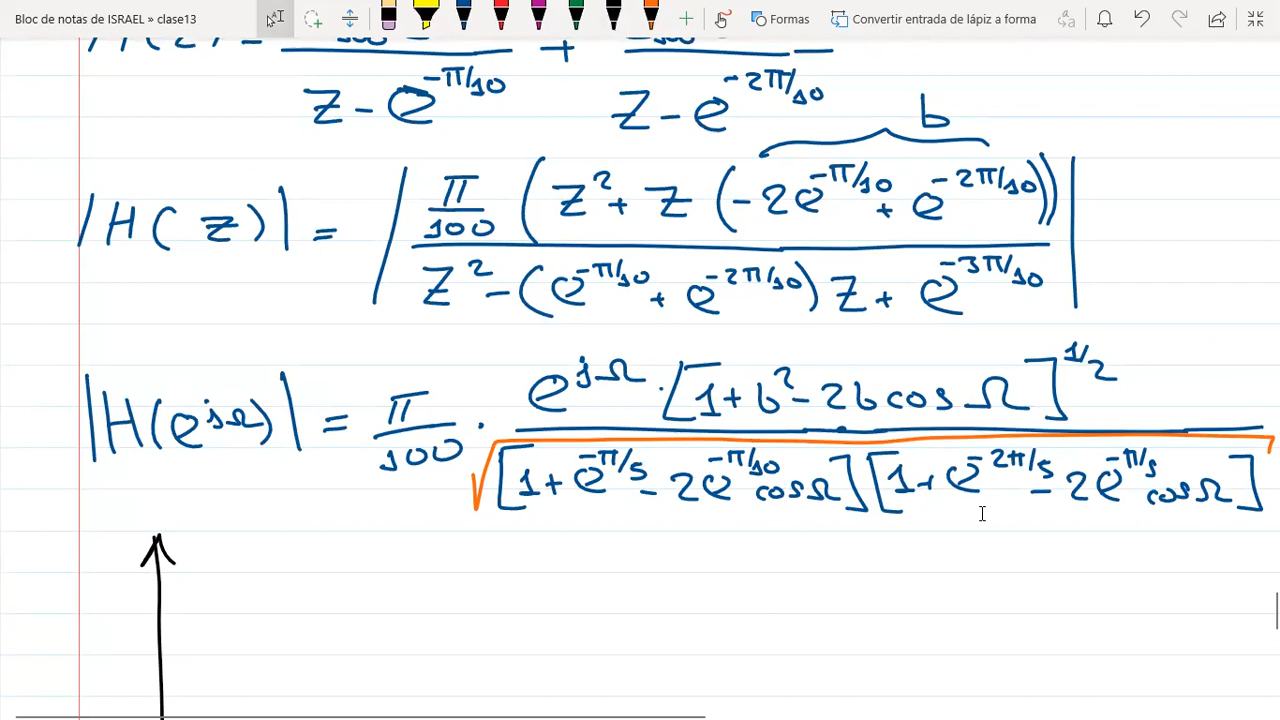 Bloc de notas de ISRAEL » clase13
Formas
Convertir entrada de lápiz a forma
z - e^{-π/10} z - e^{-2π/10}
b
|H(z)| = | π/100 (z² + z (-2e^{-π/10} + e^{-2π/10})) / z² - (e^{-π/10} + e^{-2π/10}) z + e^{-3π/10} |
|H(e^{jΩ})| = π/100 · e^{jΩ} · [1 + b² - 2b cos Ω]^{1/2} / √[1 + e^{-π/5} - 2e^{-π/10} cos Ω] [1 + e^{-2π/5} - 2e^{-π/5} cos Ω]